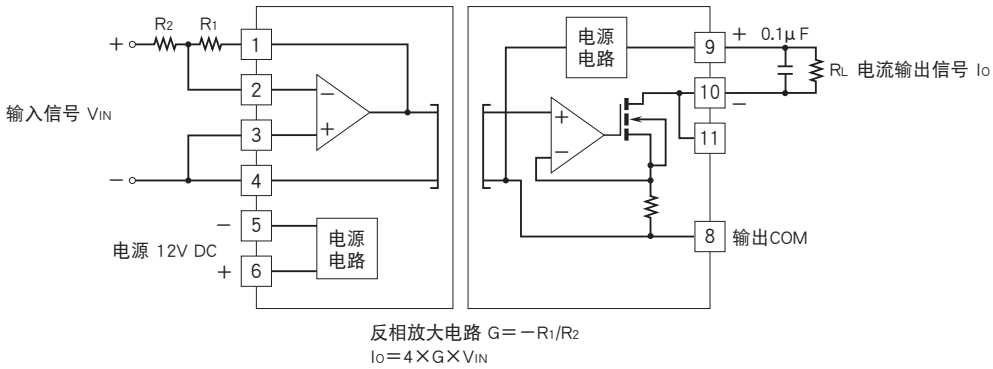 R2 R1
+
1
2
3
4
5
6
输入信号 VIN
−
−
+
−
电源 12V DC
+
电源
电路
电源
电路
+
−
9
10
11
8
+ 0.1μF
−
RL 电流输出信号 Io
输出COM
反相放大电路 G=−R1/R2
Io=4×G×VIN